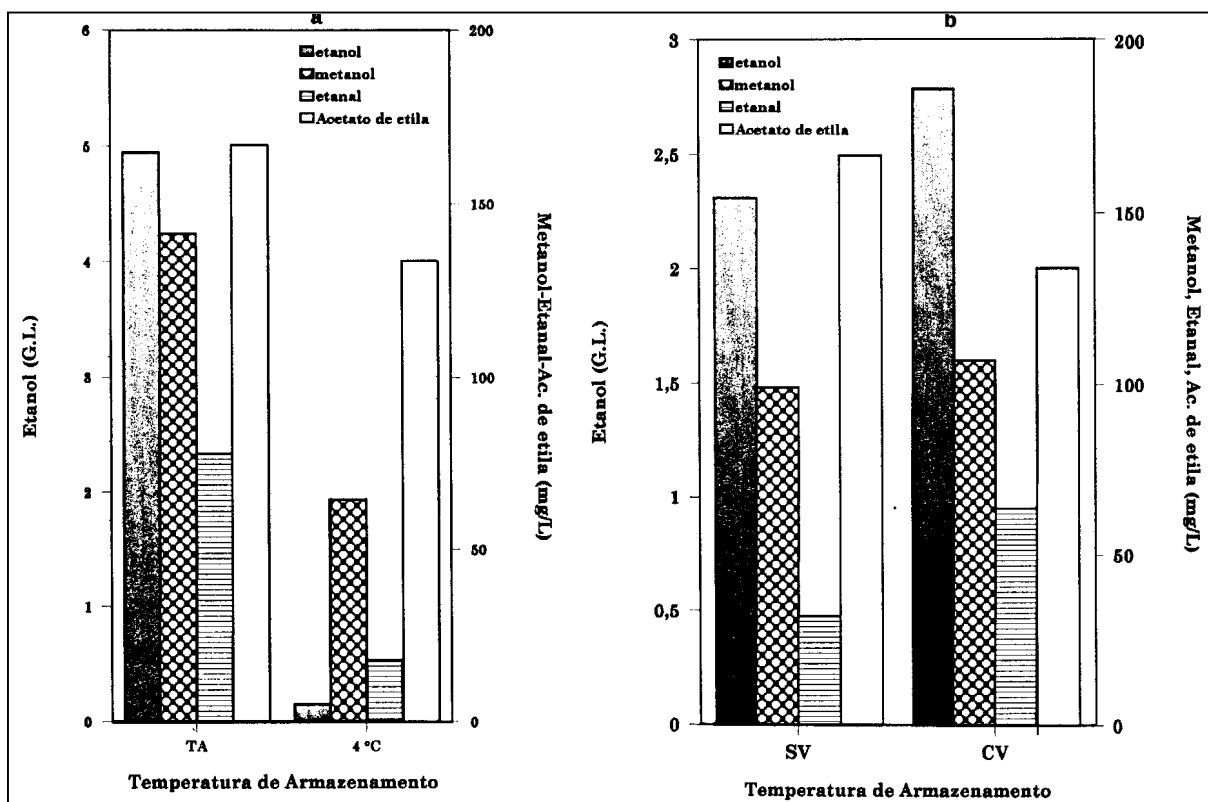 a
6
5
4
3
2
1
0
Etanol (G.L.)
etanol
metanol
etanal
Acetato de etila
200
150
100
50
0
Metanol-Etanal-Ac. de etila (mg/L)
TA
4 °C
Temperatura de Armazenamento
b
3
2,5
2
1,5
1
0,5
0
Etanol (G.L.)
etanol
metanol
etanal
Acetato de etila
200
150
100
50
0
Metanol, Etanal, Ac. de etila (mg/L)
SV
CV
Temperatura de Armazenamento